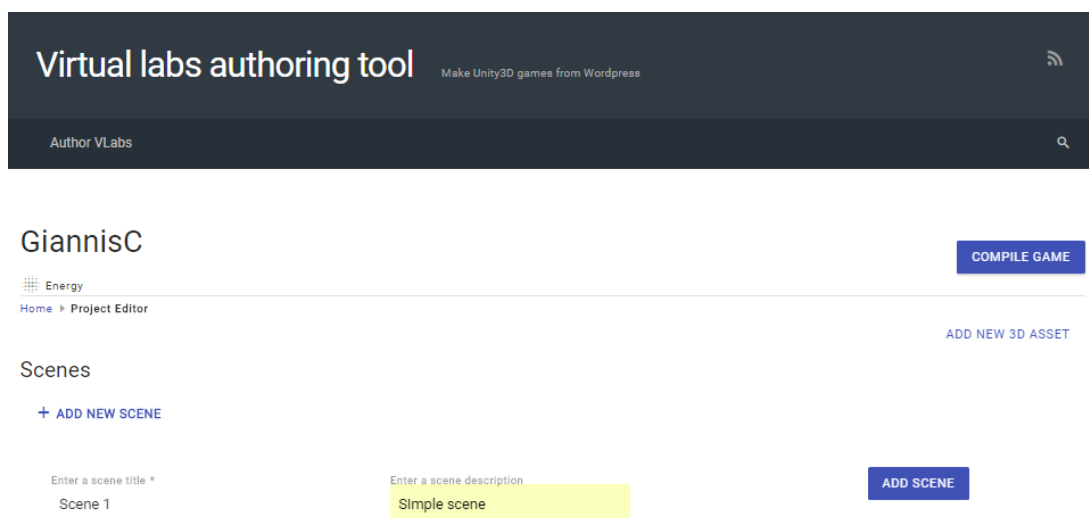 Virtual labs authoring tool Make Unity3D games from Wordpress
Author VLabs
GiannisC
COMPILE GAME
Energy
Home Project Editor
ADD NEW 3D ASSET
Scenes
+ ADD NEW SCENE
Enter a scene title * Enter a scene description
ADD SCENE
Scene 1 SImple scene